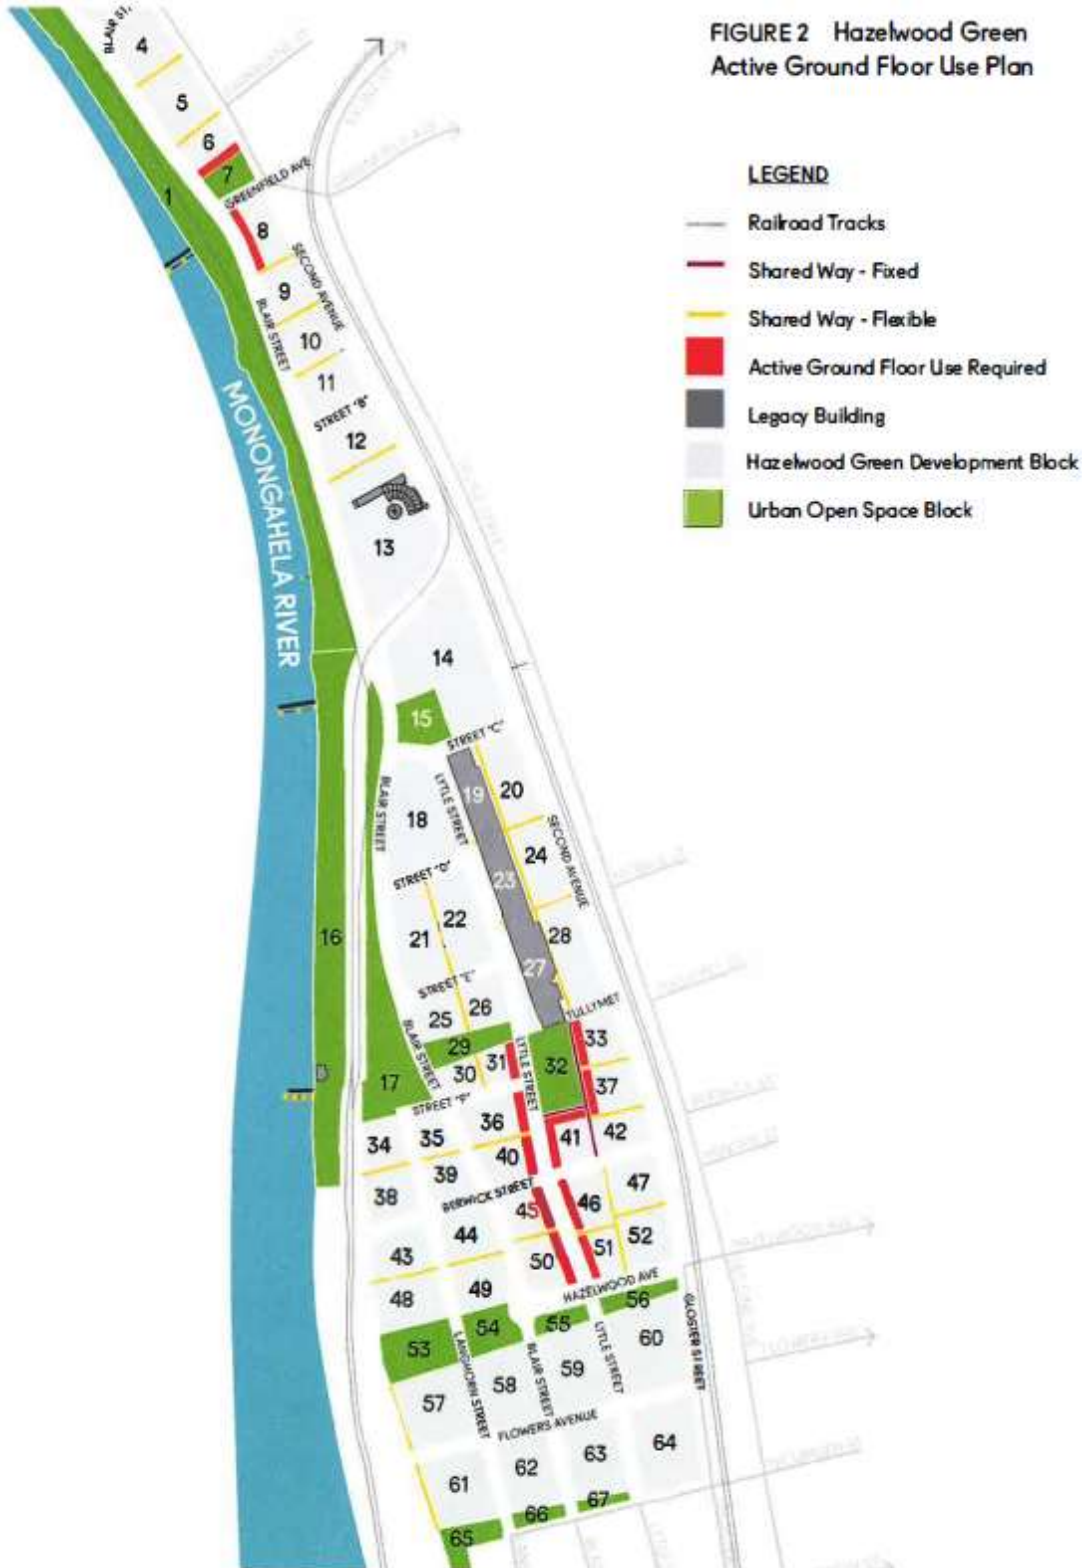 FIGURE 2 Hazelwood Green
Active Ground Floor Use Plan
LEGEND
Railroad Tracks
Shared Way - Fixed
Shared Way - Flexible
Active Ground Floor Use Required
Legacy Building
Hazelwood Green Development Block
Urban Open Space Block
BLAIR ST.
4
5
6
7
GREENFIELD AVE
1
8
SECOND AVENUE
9
BLAIR STREET
10
11
STREET "B"
12
MONONGAHELA RIVER
13
14
15
STREET "C"
BLAIR STREET
LYTLE STREET
19
20
18
SECOND AVENUE
24
STREET "D"
23
22
21
28
16
27
STREET "E"
26
25
TULLYMET
BLAIR STREET
29
LYTLE STREET
33
31
32
30
17
37
STREET "F"
36
35
34
41
42
40
39
38
BERWICK STREET
47
45
46
44
43
52
51
50
49
48
HAZELWOOD AVE
56
55
54
53
LANGHORN STREET
BLAIR STREET
LYTLE STREET
GLOSTER STREET
60
59
58
57
FLOWERS AVENUE
64
63
62
61
67
66
65